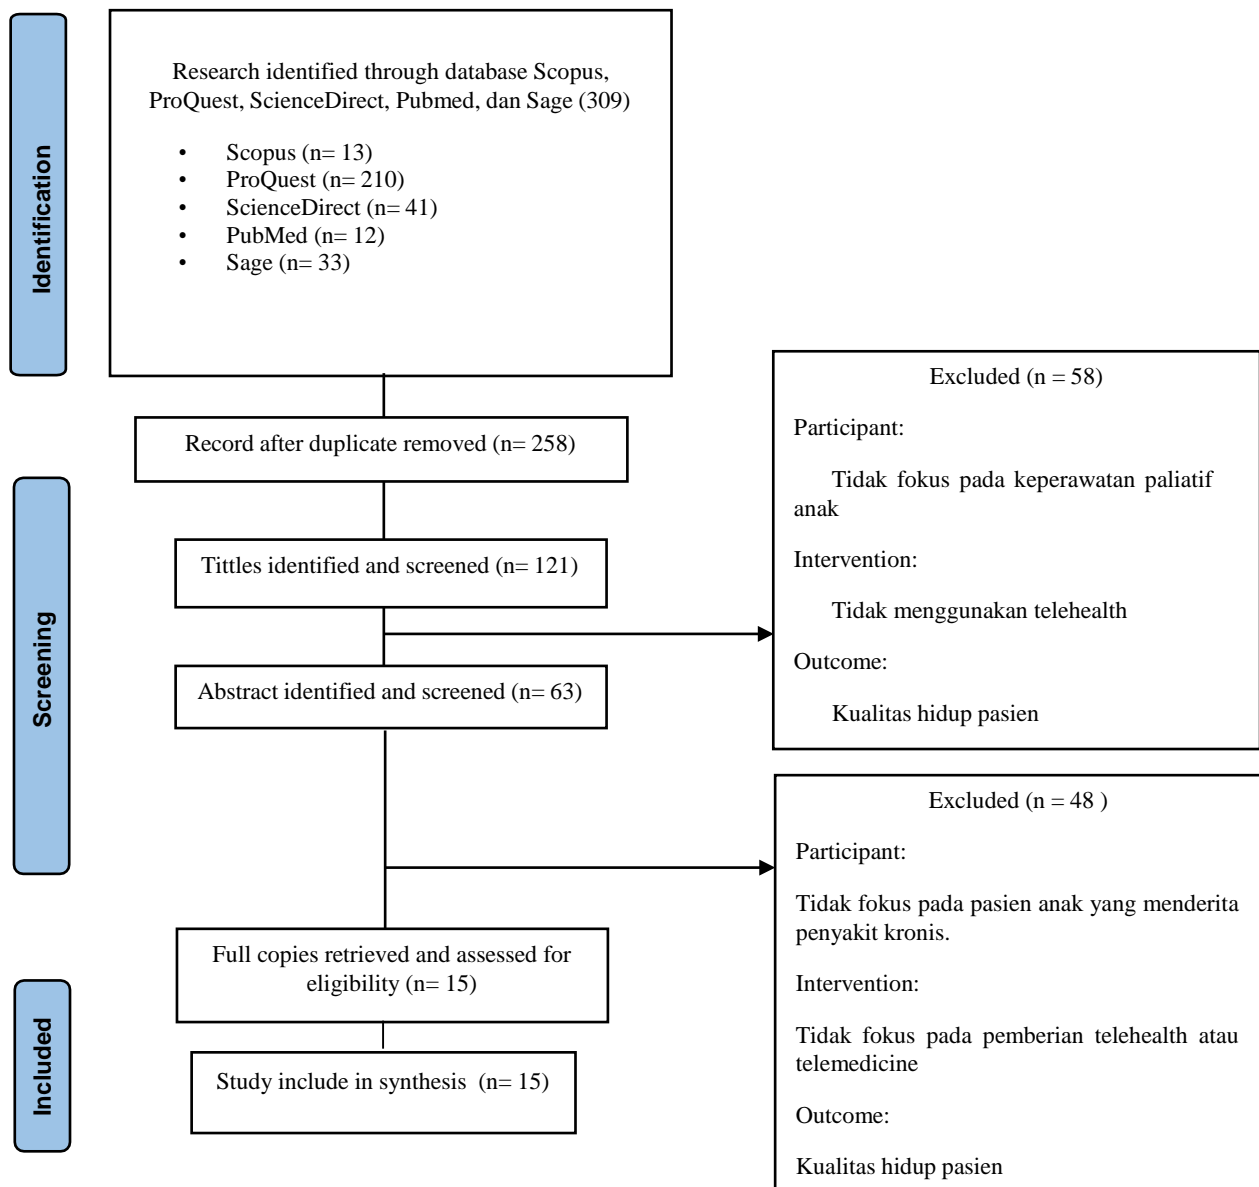 Identification
Research identified through database Scopus,
ProQuest, ScienceDirect, Pubmed, dan Sage (309)
• Scopus (n= 13)
• ProQuest (n= 210)
• ScienceDirect (n= 41)
• PubMed (n= 12)
• Sage (n= 33)
Record after duplicate removed (n= 258)
Screening
Tittles identified and screened (n= 121)
Excluded (n = 58)
Participant:
Tidak fokus pada keperawatan paliatif
anak
Intervention:
Tidak menggunakan telehealth
Outcome:
Kualitas hidup pasien
Abstract identified and screened (n= 63)
Excluded (n = 48 )
Participant:
Tidak fokus pada pasien anak yang menderita
penyakit kronis.
Intervention:
Tidak fokus pada pemberian telehealth atau
telemedicine
Outcome:
Kualitas hidup pasien
Full copies retrieved and assessed for
eligibility (n= 15)
Included
Study include in synthesis (n= 15)